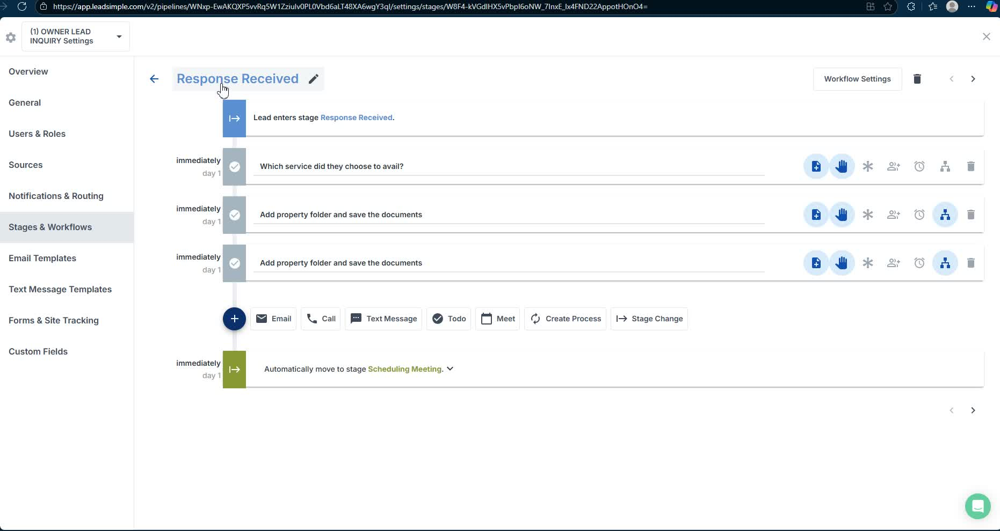 https://app.leadsimple.com/v2/pipelines/WNxp-EwAKQXP5vvRq5W1Zziulv0PL0Vbd6aLT48XA6wgY3qI/settings/stages/W8F4-kVGdIHX5vPbpI6oNW_7InxE_Ix4FND22AppotHOnO4=
(1) OWNER LEAD
INQUIRY Settings
Overview
General
Users & Roles
Sources
Notifications & Routing
Stages & Workflows
Email Templates
Text Message Templates
Forms & Site Tracking
Custom Fields
Response Received
Workflow Settings
Lead enters stage Response Received.
immediately
day 1
Which service did they choose to avail?
immediately
day 1
Add property folder and save the documents
immediately
day 1
Add property folder and save the documents
Email Call Text Message Todo Meet Create Process Stage Change
immediately
day 1
Automatically move to stage Scheduling Meeting.